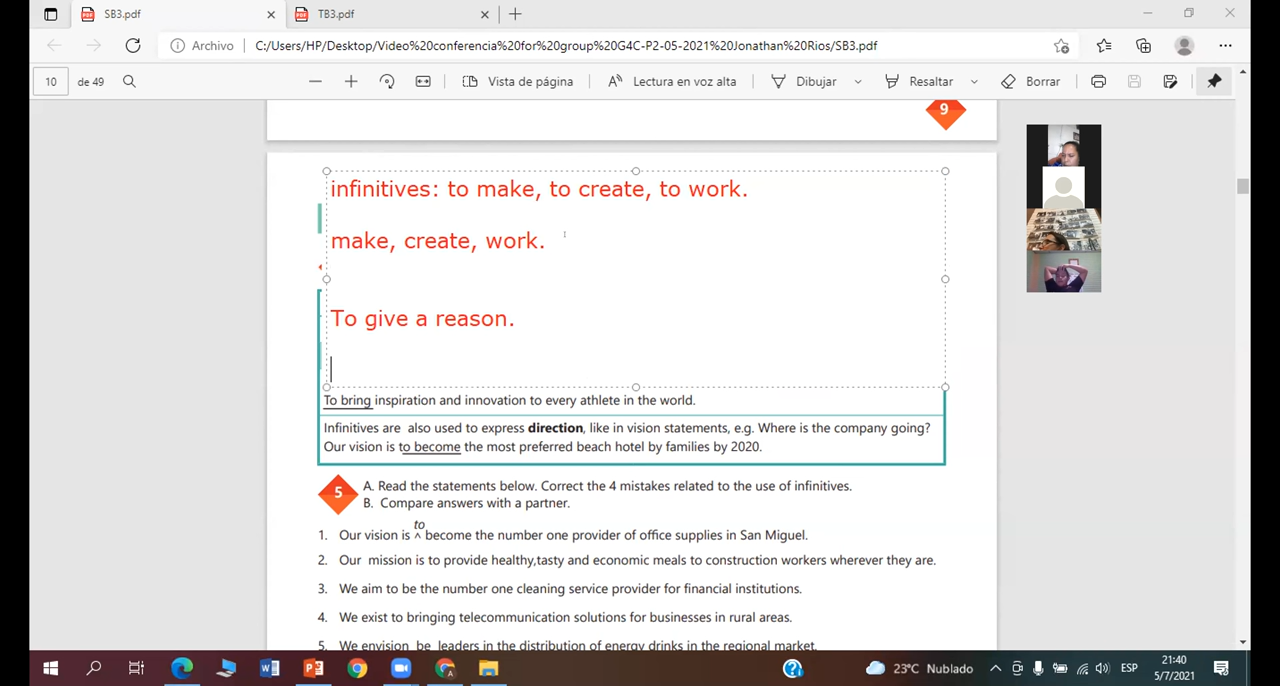 SB3.pdf
TB3.pdf
Archivo
C:/Users/HP/Desktop/Video%20conferencia%20for%20group%20G4C-P2-05-2021%20Jonathan%20Rios/SB3.pdf
10 de 49
Vista de página
Lectura en voz alta
Dibujar
Resaltar
Borrar
9
infinitives: to make, to create, to work.
make, create, work.
To give a reason.
To bring inspiration and innovation to every athlete in the world.
Infinitives are also used to express direction, like in vision statements, e.g. Where is the company going?
Our vision is to become the most preferred beach hotel by families by 2020.
5
A. Read the statements below. Correct the 4 mistakes related to the use of infinitives.
B. Compare answers with a partner.
to
1. Our vision is ^ become the number one provider of office supplies in San Miguel.
2. Our mission is to provide healthy,tasty and economic meals to construction workers wherever they are.
3. We aim to be the number one cleaning service provider for financial institutions.
4. We exist to bringing telecommunication solutions for businesses in rural areas.
5. We envision be leaders in the distribution of energy drinks in the regional market.
23°C Nublado
ESP
21:40
5/7/2021